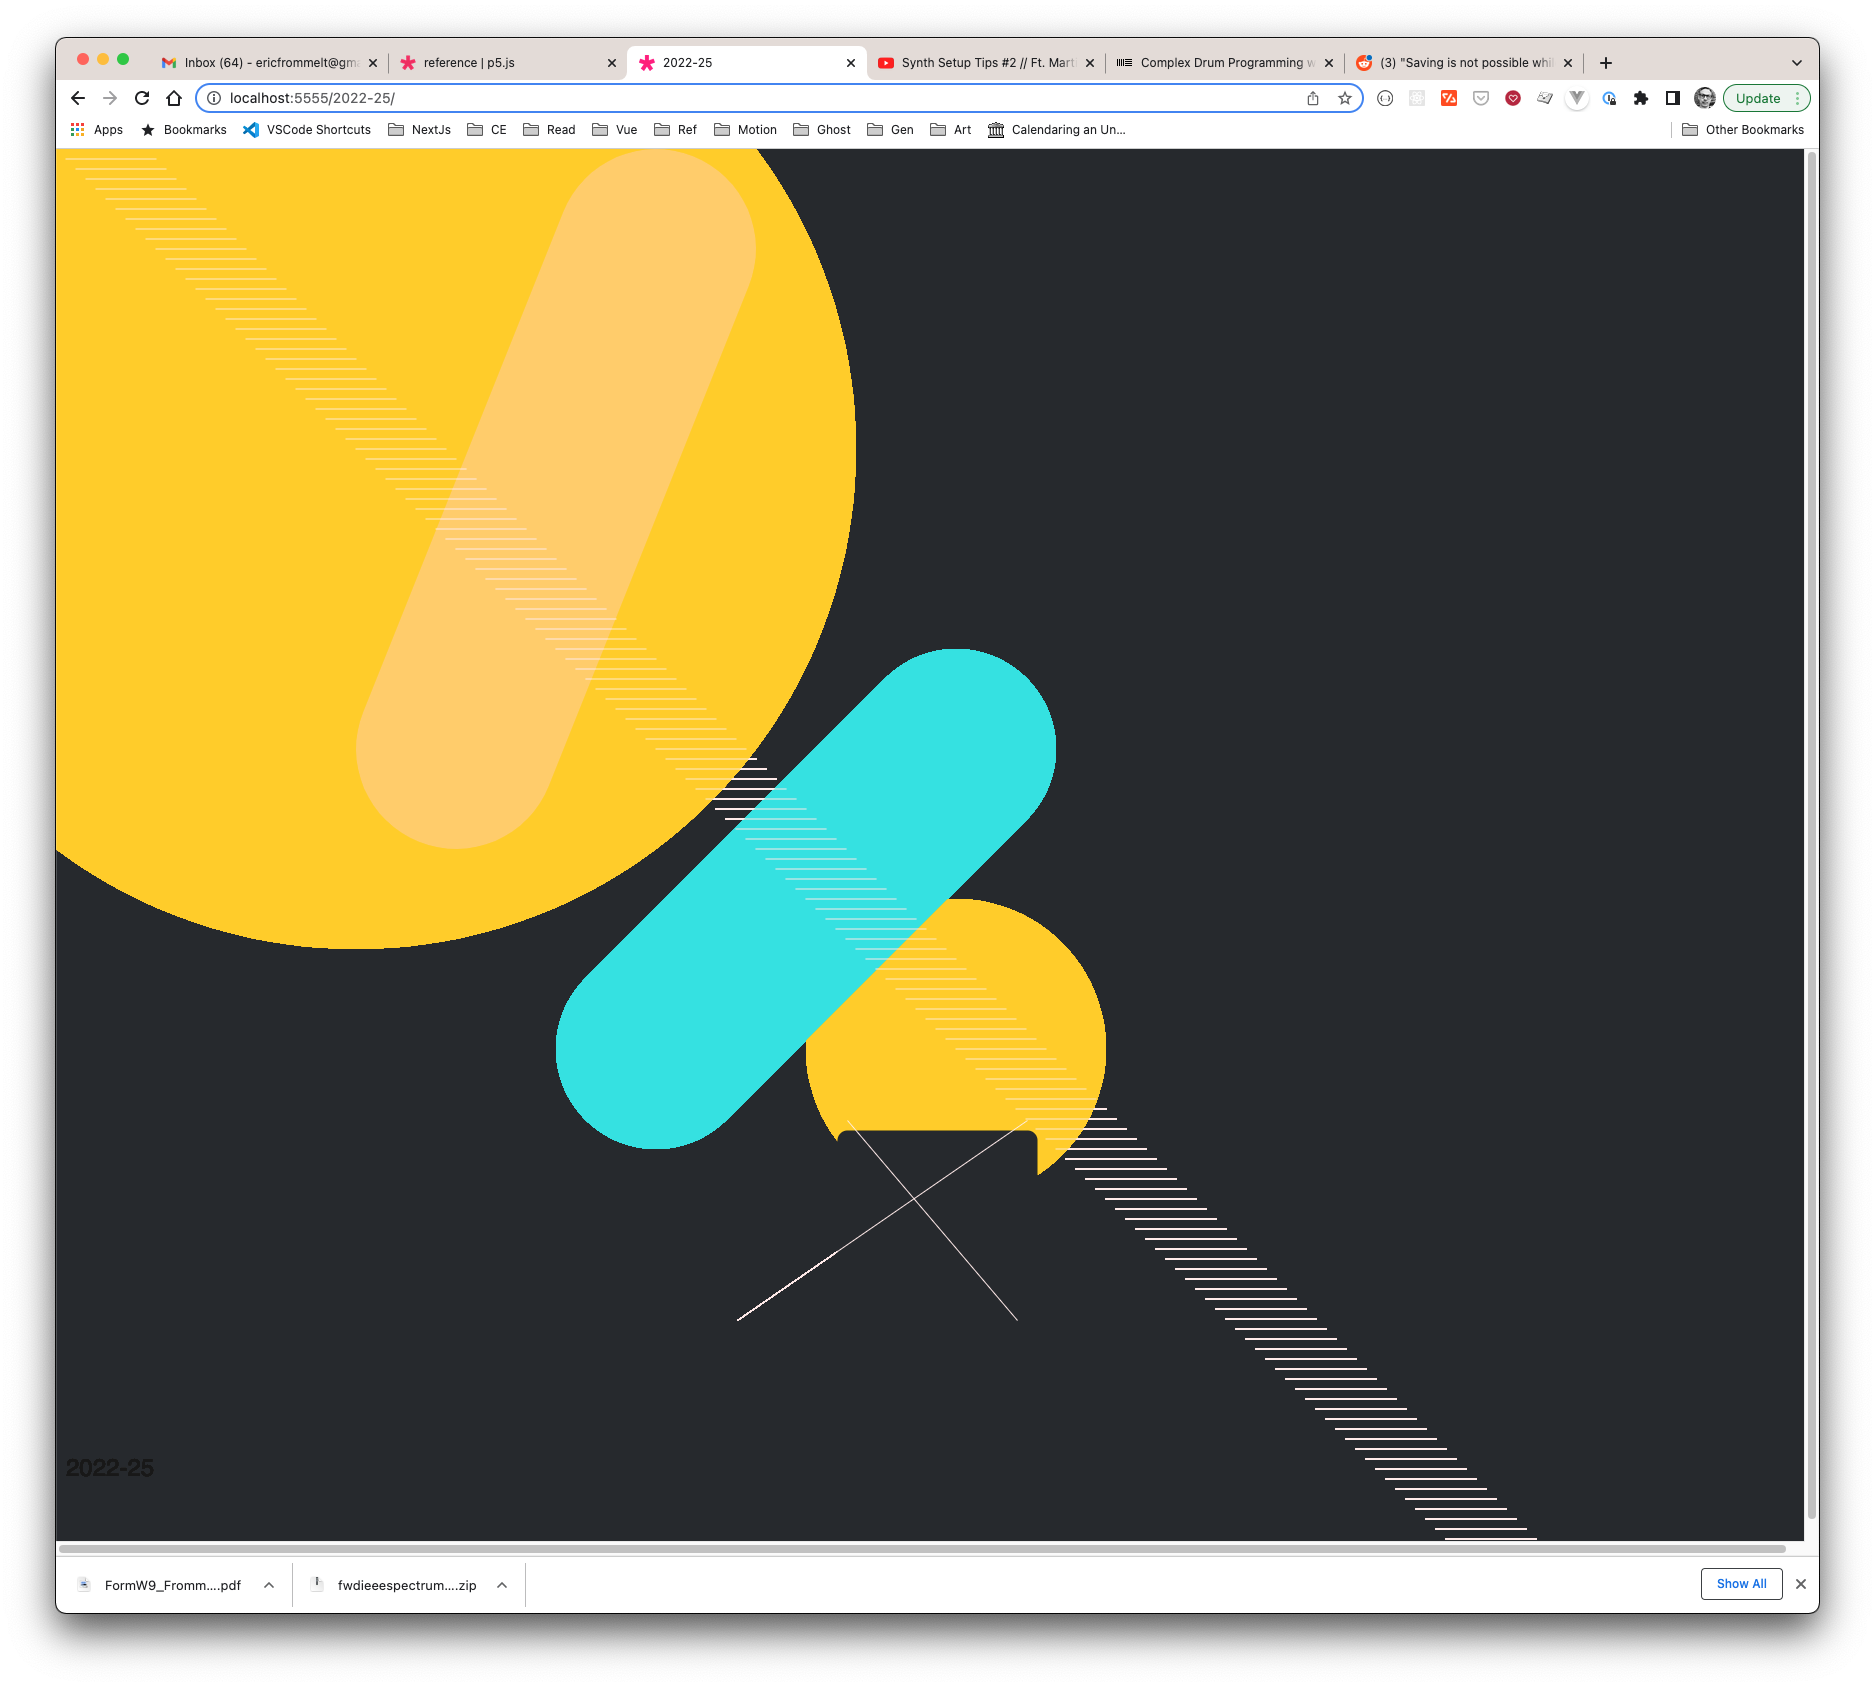 Inbox (64) - ericfrommelt@gma
reference | p5.js
2022-25
Synth Setup Tips #2 // Ft. Marti
Complex Drum Programming w
(3) "Saving is not possible whi
localhost:5555/2022-25/
Update
Apps
Bookmarks
VSCode Shortcuts
NextJs
CE
Read
Vue
Ref
Motion
Ghost
Gen
Art
Calendaring an Un...
Other Bookmarks
2022-25
FormW9_Fromm....pdf
fwdieeespectrum....zip
Show All